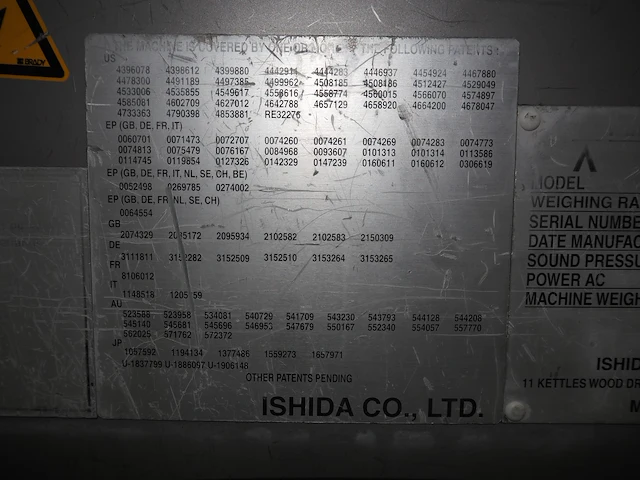 BRADY
THE MACHINE IS COVERED BY ONE OR MORE THE FOLLOWING PATENTS
US
4396078 4398612 4399880 4442911 4444283 4446937 4454924 4467880
4478300 4491189 4497385 4499962 4508185 4508186 4512427 4529049
4533006 4535855 4549617 4558616 4558774 4560015 4566070 4574897
4585081 4602709 4627012 4642788 4657129 4658920 4664200 4678047
4733363 4790398 4853881 RE32276
EP (GB, DE, FR, IT)
0060701 0071473 0072707 0074260 0074261 0074269 0074283 0074773
0074813 0075479 0076167 0084968 0093607 0101313 0101314 0113586
0114745 0119854 0127326 0142329 0147239 0160611 0160612 0306619
EP (GB, DE, FR, IT, NL, SE, CH, BE)
0052498 0269785 0274002
EP (GB, DE, FR, NL, SE, CH)
0064554
GB
2074329 2095934 2102582 2102583 2150309
DE
3111811 3152282 3152509 3152510 3153264 3153265
FR
8106012
IT
1148518
AU
523588 523958 534081 540729 541709 543230 543793 544128 544208
545140 545681 545696 546953 547679 550167 552340 554057 557770
562025 571762 572372
JP
1097592 1194134 1377486 1559273 1657971
U-1837799 U-1886057 U-1906148
OTHER PATENTS PENDING
ISHIDA CO., LTD.
MODEL
WEIGHING RA
SERIAL NUMBE
DATE MANUFAC
SOUND PRESSU
POWER AC
MACHINE WEIGH
ISHID
11 KETTLES WOOD DR
M